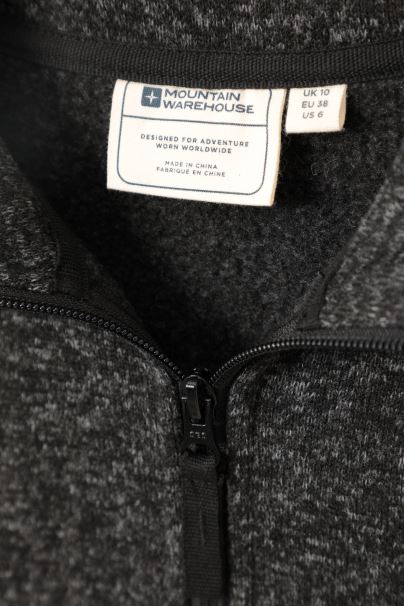 MOUNTAIN
WAREHOUSE
DESIGNED FOR ADVENTURE
WORN WORLDWIDE
MADE IN CHINA
FABRIQUÉ EN CHINE
UK 10
EU 38
US 6